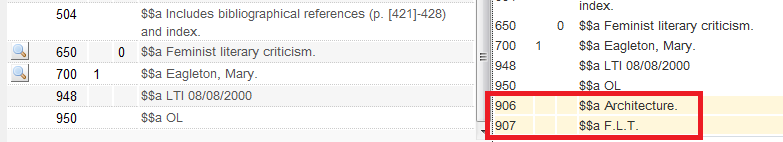 504 $$a Includes bibliographical references (p. [421]-428)
and index.
650 0 $$a Feminist literary criticism.
700 1 $$a Eagleton, Mary.
948 $$a LTI 08/08/2000
950 $$a OL
index.
650 0 $$a Feminist literary criticism.
700 1 $$a Eagleton, Mary.
948 $$a LTI 08/08/2000
950 $$a OL
906 $$a Architecture.
907 $$a F.L.T.